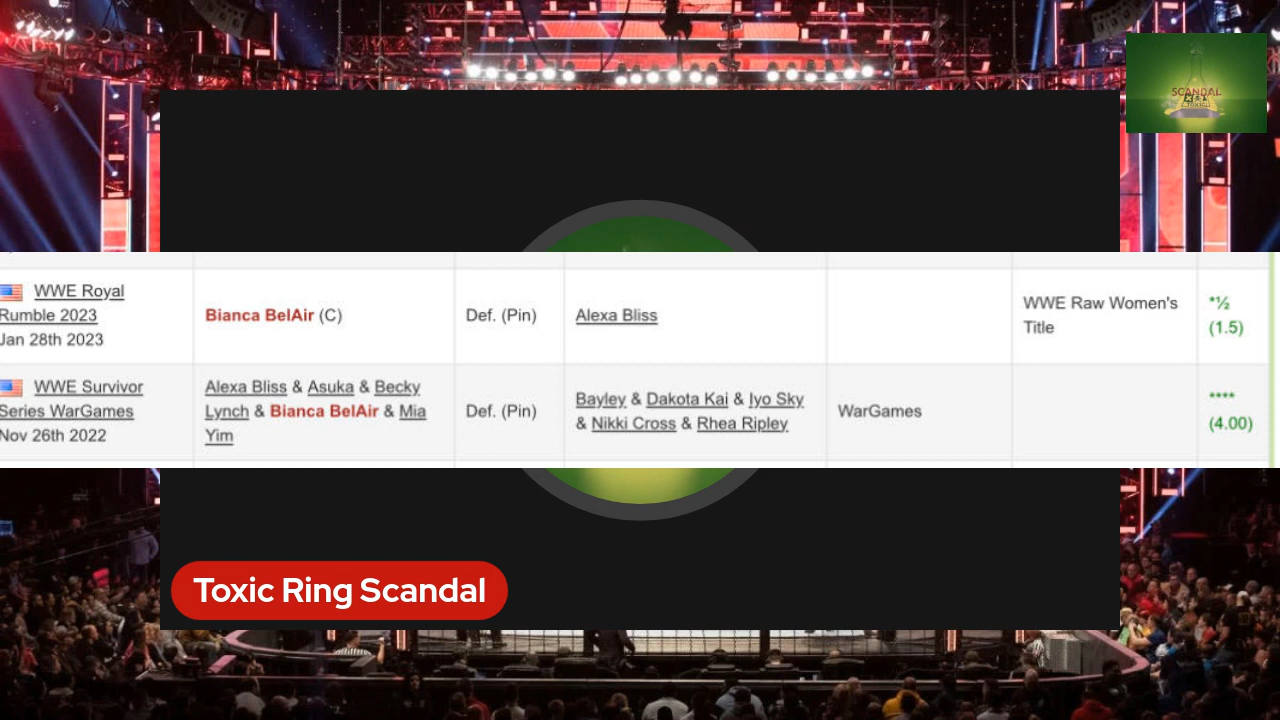 SCANDAL
WWE Royal
Rumble 2023
Jan 28th 2023
Bianca BelAir (C)
Def. (Pin)
Alexa Bliss
WWE Raw Women's
Title
*½
(1.5)
WWE Survivor
Series WarGames
Nov 26th 2022
Alexa Bliss & Asuka & Becky
Lynch & Bianca BelAir & Mia
Yim
Def. (Pin)
Bayley & Dakota Kai & Iyo Sky
& Nikki Cross & Rhea Ripley
WarGames
****
(4.00)
Toxic Ring Scandal